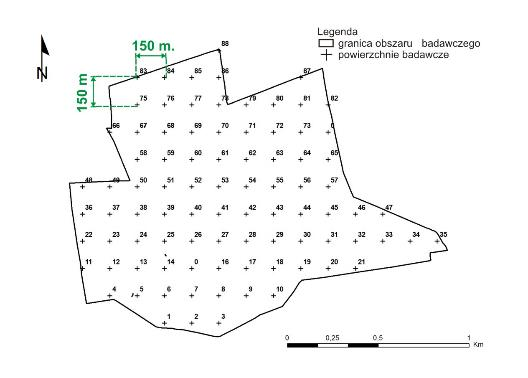 Legenda
granica obszaru badawczego
powierzchnie badawcze
150 m.
150 m
N
88
83 84 85 86 87
75 76 77 78 79 80 81 82
66 67 68 69 70 71 72 73 0
58 59 60 61 62 63 64 65
48 49 50 51 52 53 54 55 56 57
36 37 38 39 40 41 42 43 44 45 46 47
22 23 24 25 26 27 28 29 30 31 32 33 34 35
11 12 13 14 0 16 17 18 19 20 21
4 5 6 7 8 9 10
1 2 3
0 0,25 0,5 1
Km